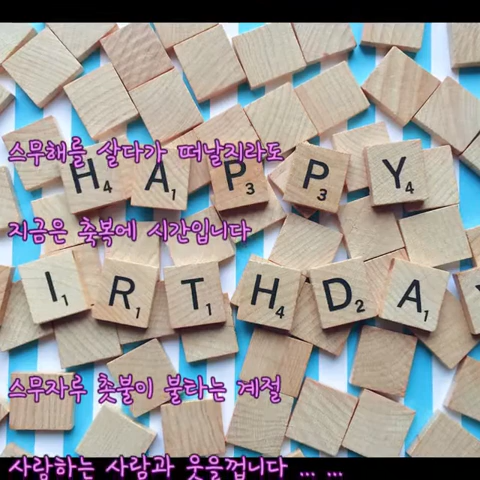 스무해를 살다가 떠날지라도
HAPPY
지금은 축복에 시간입니다
IRTHDA
스무자루 촛불이 불타는 계절
사람하는 사람과 웃을껍니다 ... ...